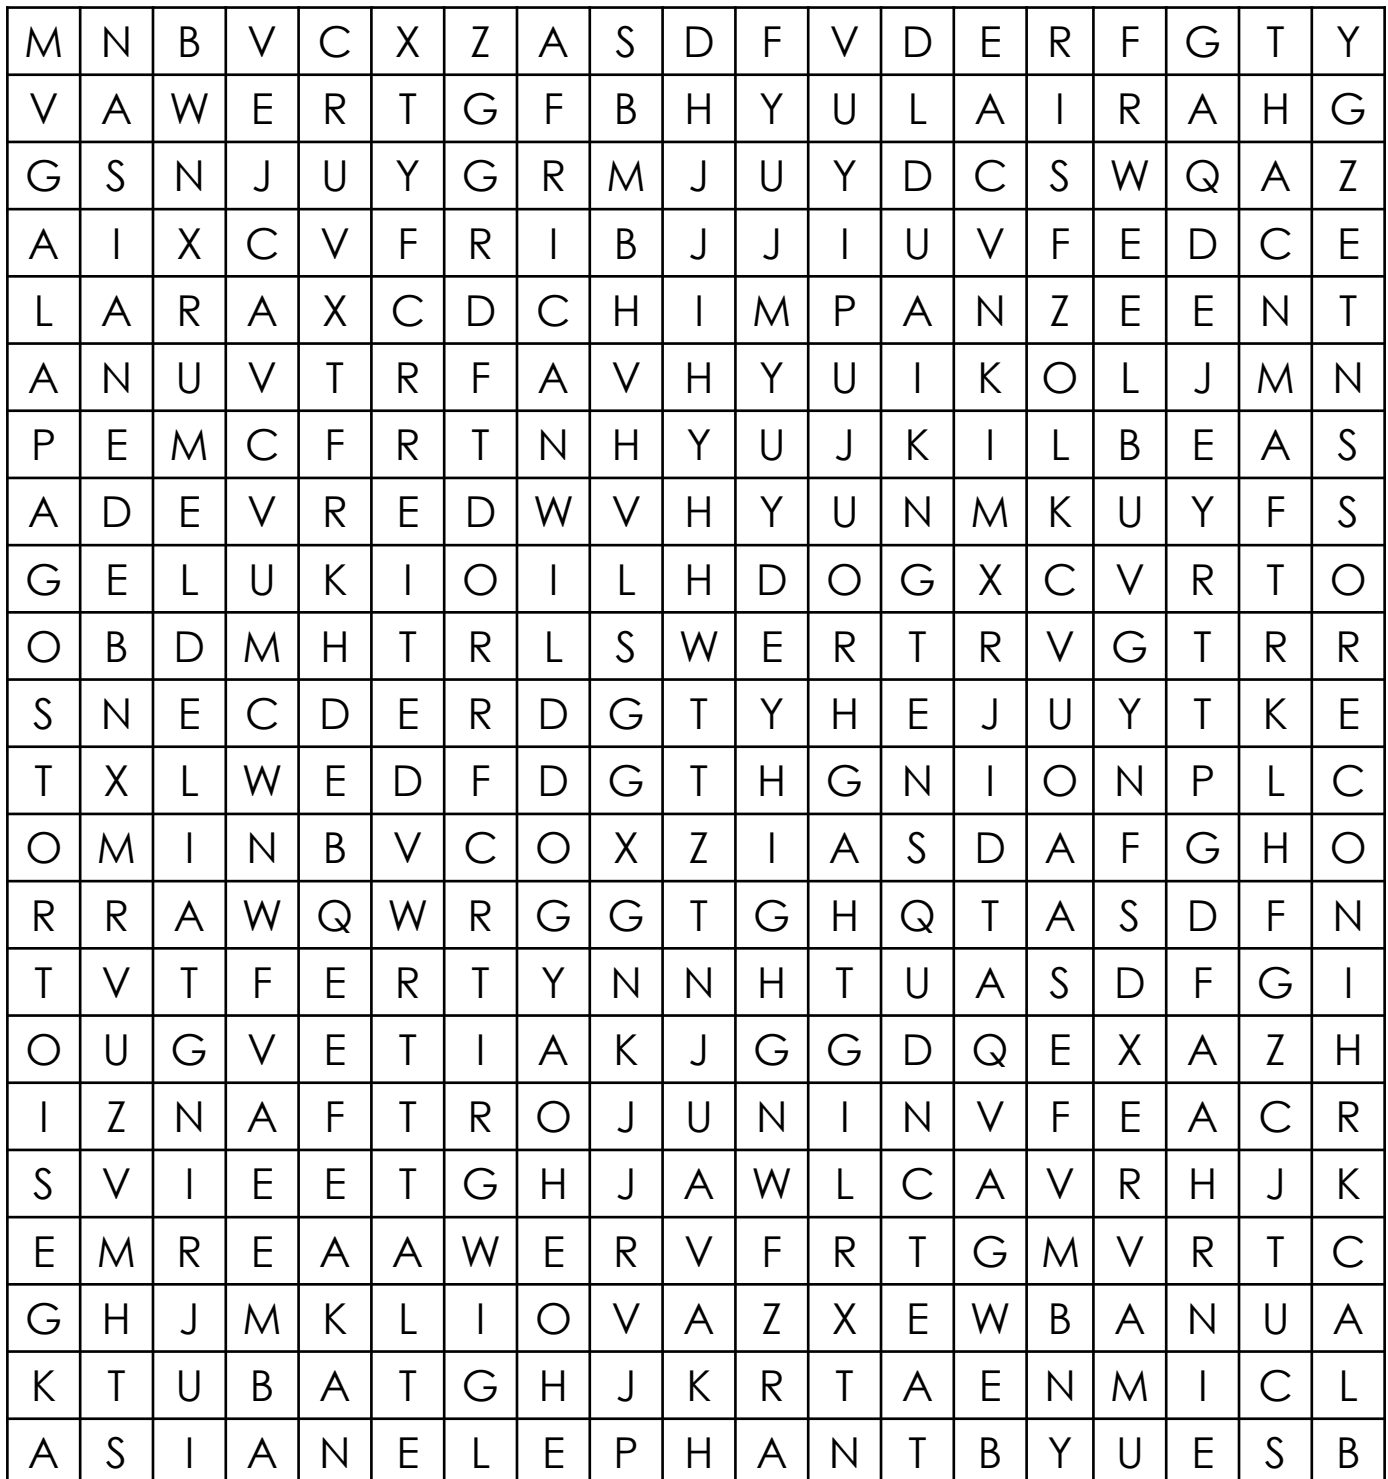 M N B V C X Z A S D F V D E R F G T Y
V A W E R T G F B H Y U L A I R A H G
G S N J U Y G R M J U Y D C S W Q A Z
A I X C V F R I B J J I U V F E D C E
L A R A X C D C H I M P A N Z E E N T
A N U V T R F A V H Y U I K O L J M N
P E M C F R T N H Y U J K I L B E A S
A D E V R E D W V H Y U N M K U Y F S
G E L U K I O I L H D O G X C V R T O
O B D M H T R L S W E R T R V G T R R
S N E C D E R D G T Y H E J U Y T K E
T X L W E D F D G T H G N I O N P L C
O M I N B V C O X Z I A S D A F G H O
R R A W Q W R G G T G H Q T A S D F N
T V T F E R T Y N N H T U A S D F G I
O U G V E T I A K J G G D Q E X A Z H
I Z N A F T R O J U N I N V F E A C R
S V I E E T G H J A W L C A V R H J K
E M R E A A W E R V F R T G M V R T C
G H J M K L I O V A Z X E W B A N U A
K T U B A T G H J K R T A E N M I C L
A S I A N E L E P H A N T B Y U E S B